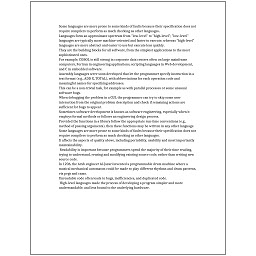 Some languages are more prone to some kinds of faults because their specification does not
require compilers to perform as much checking as other languages.
Languages form an approximate spectrum from "low-level" to "high-level"; "low-level"
languages are typically more machine-oriented and faster to execute, whereas "high-level"
languages are more abstract and easier to use but execute less quickly.
These are the building blocks for all software, from the simplest applications to the most
sophisticated ones.
For example, COBOL is still strong in corporate data centers often on large mainframe
computers, Fortran in engineering applications, scripting languages in Web development,
and C in embedded software.
Assembly languages were soon developed that let the programmer specify instruction in a
text format (e.g., ADD X, TOTAL), with abbreviations for each operation code and
meaningful names for specifying addresses.
This can be a non-trivial task, for example as with parallel processes or some unusual
software bugs.
When debugging the problem in a GUI, the programmer can try to skip some user
interaction from the original problem description and check if remaining actions are
sufficient for bugs to appear.
Sometimes software development is known as software engineering, especially when it
employs formal methods or follows an engineering design process.
Provided the functions in a library follow the appropriate run-time conventions (e.g.,
method of passing arguments), then these functions may be written in any other language.
Some languages are more prone to some kinds of faults because their specification does not
require compilers to perform as much checking as other languages.
It affects the aspects of quality above, including portability, usability and most importantly
maintainability.
Readability is important because programmers spend the majority of their time reading,
trying to understand, reusing and modifying existing source code, rather than writing new
source code.
In 1206, the Arab engineer Al-Jazari invented a programmable drum machine where a
musical mechanical automaton could be made to play different rhythms and drum patterns,
via pegs and cams.
Unreadable code often leads to bugs, inefficiencies, and duplicated code.
High-level languages made the process of developing a program simpler and more
understandable, and less bound to the underlying hardware.